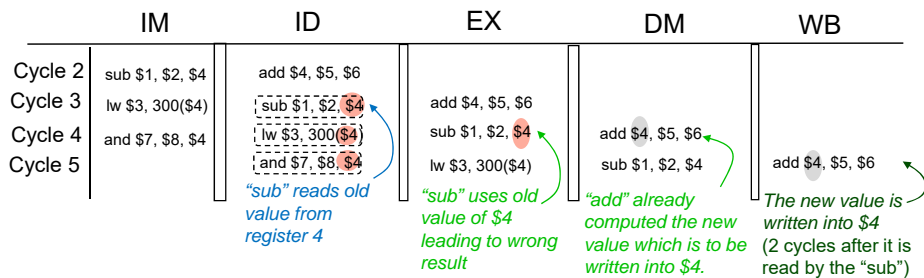 IM ID EX DM WB
Cycle 2 sub $1, $2, $4 add $4, $5, $6
Cycle 3 lw $3, 300($4) sub $1, $2, $4 add $4, $5, $6
Cycle 4 and $7, $8, $4 lw $3, 300($4) sub $1, $2, $4 add $4, $5, $6
Cycle 5 and $7, $8, $4 lw $3, 300($4) sub $1, $2, $4 add $4, $5, $6
"sub" reads old
value from
register 4
"sub" uses old
value of $4
leading to wrong
result
"add" already
computed the new
value which is to be
written into $4.
The new value is
written into $4
(2 cycles after it is
read by the "sub")